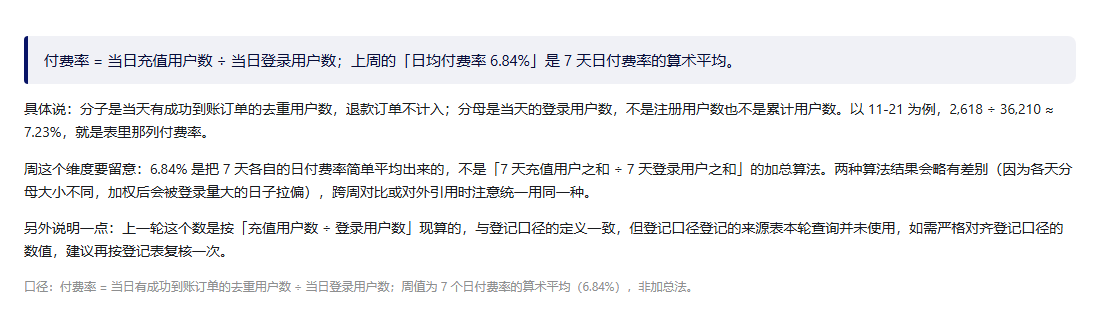 付费率 = 当日充值用户数 ÷ 当日登录用户数；上周的「日均付费率 6.84%」是 7 天日付费率的算术平均。
具体说：分子是当天有成功到账订单的去重用户数，退款订单不计入；分母是当天的登录用户数，不是注册用户数也不是累计用户数。以 11-21 为例，2,618 ÷ 36,210 ≈
7.23%，就是表里那列付费率。
周这个维度要留意：6.84% 是把 7 天各自的日付费率简单平均出来的，不是「7 天充值用户之和 ÷ 7 天登录用户之和」的加总算法。两种算法结果会略有差别（因为各天分
母大小不同，加权后会被登录量大的日子拉偏），跨周对比或对外引用时注意统一用同一种。
另外说明一点：上一轮这个数是按「充值用户数 ÷ 登录用户数」现算的，与登记口径的定义一致，但登记口径登记的来源表本轮查询并未使用，如需严格对齐登记口径的
数值，建议再按登记表复核一次。
口径：付费率 = 当日有成功到账订单的去重用户数 ÷ 当日登录用户数；周值为 7 个日付费率的算术平均（6.84%），非加总法。